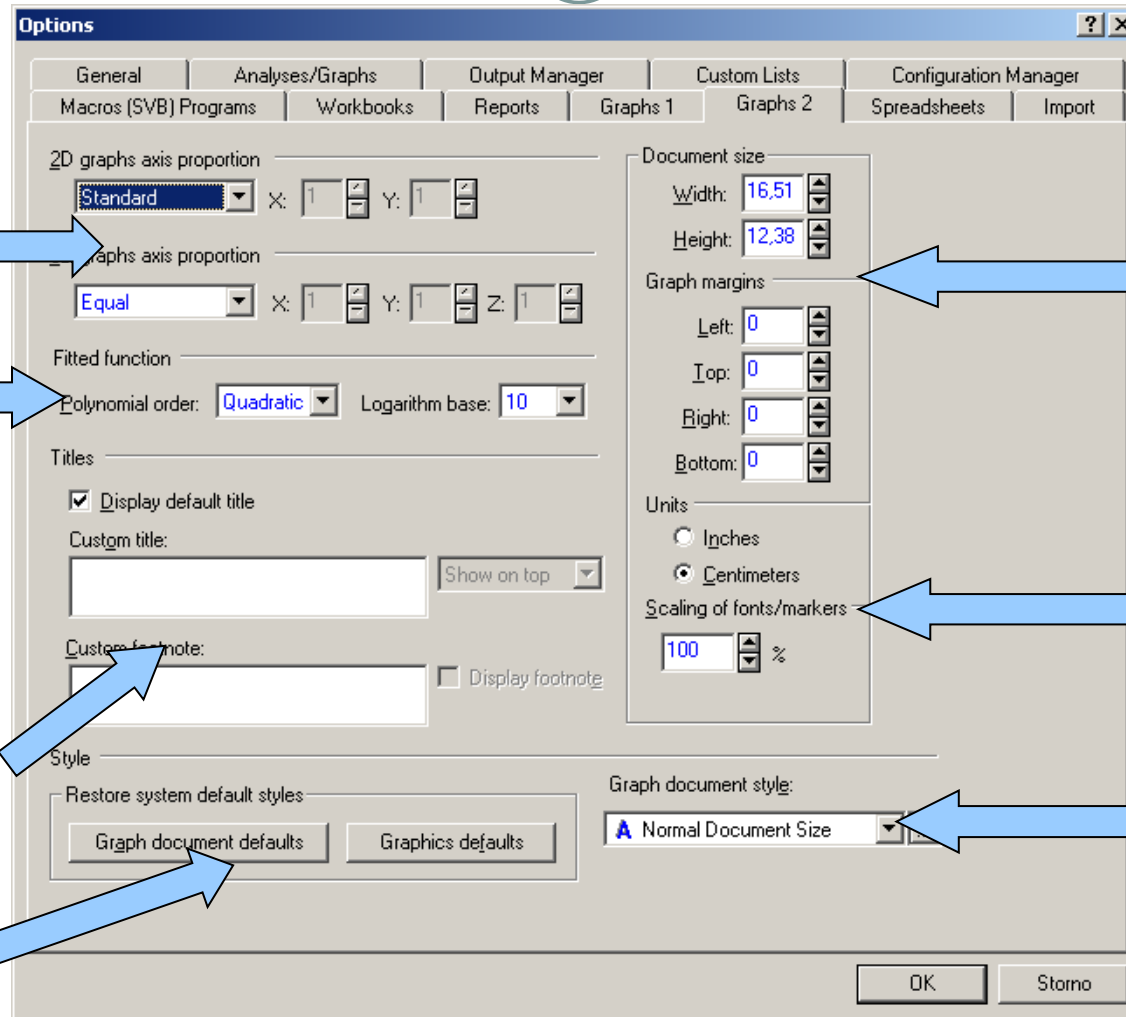 Options
General Analyses/Graphs Output Manager Custom Lists Configuration Manager
Macros (SVB) Programs Workbooks Reports Graphs 1 Graphs 2 Spreadsheets Import
2D graphs axis proportion
Standard X: 1 Y: 1
graphs axis proportion
Equal X: 1 Y: 1 Z: 1
Fitted function
Polynomial order: Quadratic Logarithm base: 10
Titles
Display default title
Custom title:
Show on top
Custom footnote:
Display footnote
Document size
Width: 16,51
Height: 12,38
Graph margins
Left: 0
Top: 0
Right: 0
Bottom: 0
Units
Inches
Centimeters
Scaling of fonts/markers
100 %
Style
Restore system default styles
Graph document defaults Graphics defaults
Graph document style:
A Normal Document Size
OK Storno